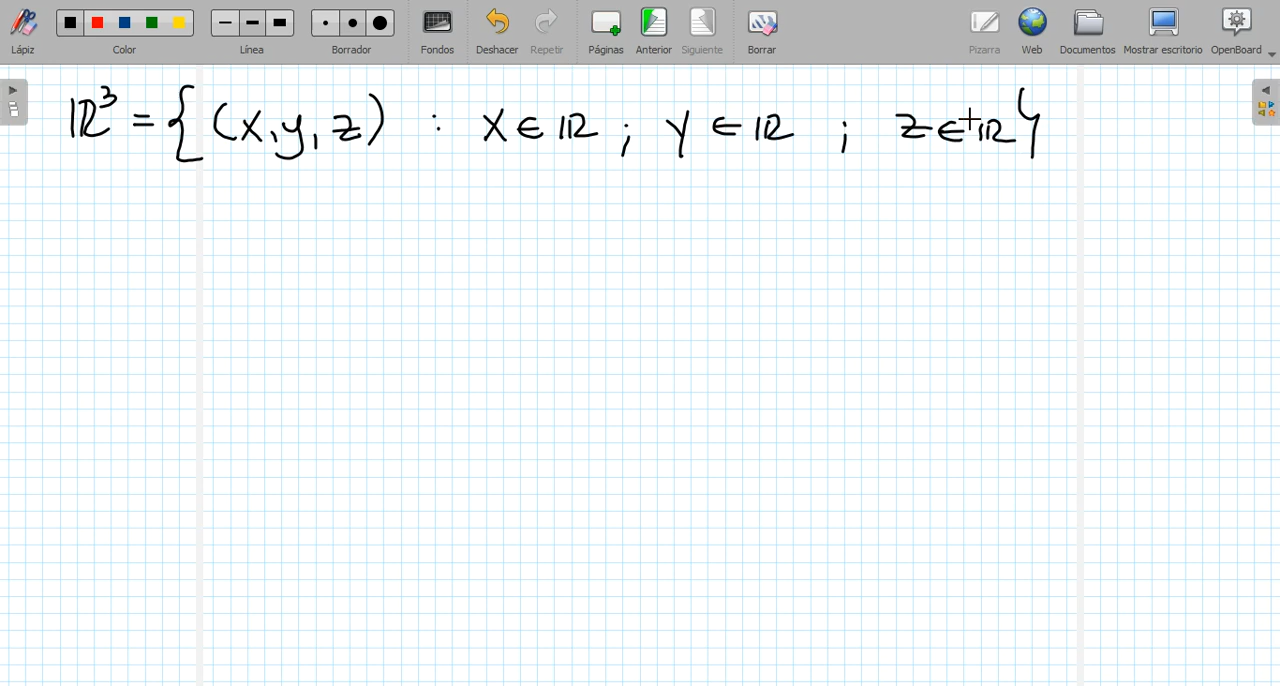 Lápiz Color Línea Borrador Fondos Deshacer Repetir Páginas Anterior Siguiente Borrar Pizarra Web Documentos Mostrar escritorio OpenBoard
ℝ³ = { (x, y, z) : x ∈ ℝ ; y ∈ ℝ ; z ∈ ℝ }